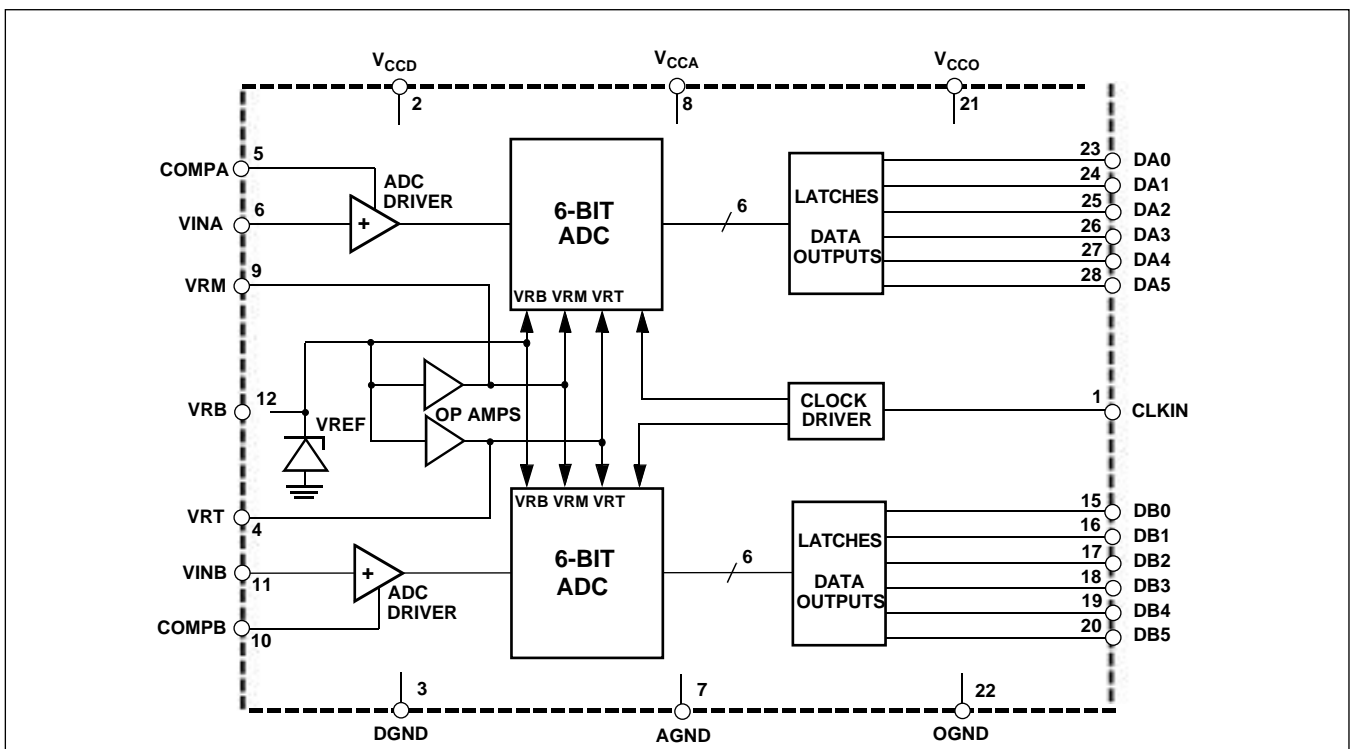 VCCD
VCCA
VCCO
2
8
21
COMPA
5
VINA
6
VRM
9
VRB
12
VRT
4
VINB
11
COMPB
10
ADC
DRIVER
+
6-BIT
ADC
VRB VRM VRT
6
LATCHES
DATA
OUTPUTS
23
DA0
24
DA1
25
DA2
26
DA3
27
DA4
28
DA5
VREF
OP AMPS
CLOCK
DRIVER
1
CLKIN
VRB VRM VRT
6-BIT
ADC
+
ADC
DRIVER
6
LATCHES
DATA
OUTPUTS
15
DB0
16
DB1
17
DB2
18
DB3
19
DB4
20
DB5
3
7
22
DGND
AGND
OGND